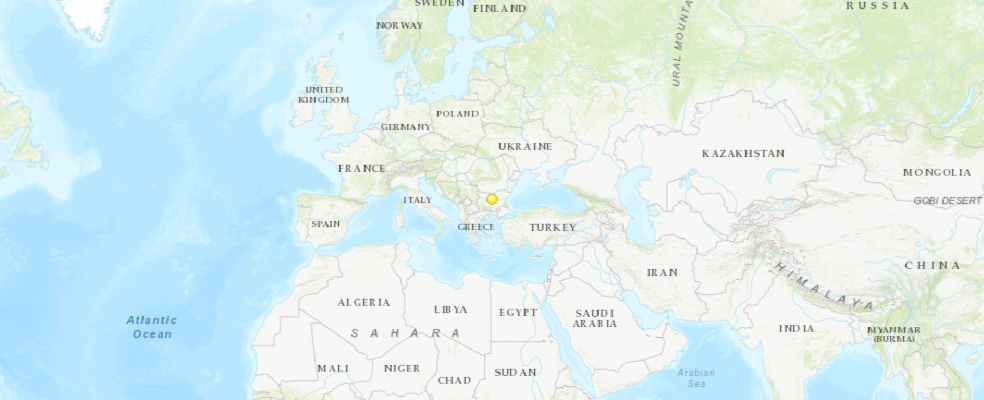 SWEDEN
FINLAND
RUSSIA
NORWAY
URAL MOUNTA
UNITED
KINGDOM
POLAND
GERMANY
UKRAINE
KAZAKHSTAN
FRANCE
MONGOLIA
ITALY
GOBI DESERT
SPAIN
GREECE
TURKEY
CHINA
IRAN
HIMALAYA
ALGERIA
LIBYA
EGYPT
SAUDI
ARABIA
Atlantic
Ocean
SAHARA
INDIA
MYANMAR
(BURMA)
MALI
NIGER
CHAD
SUDAN
Arabian
Sea